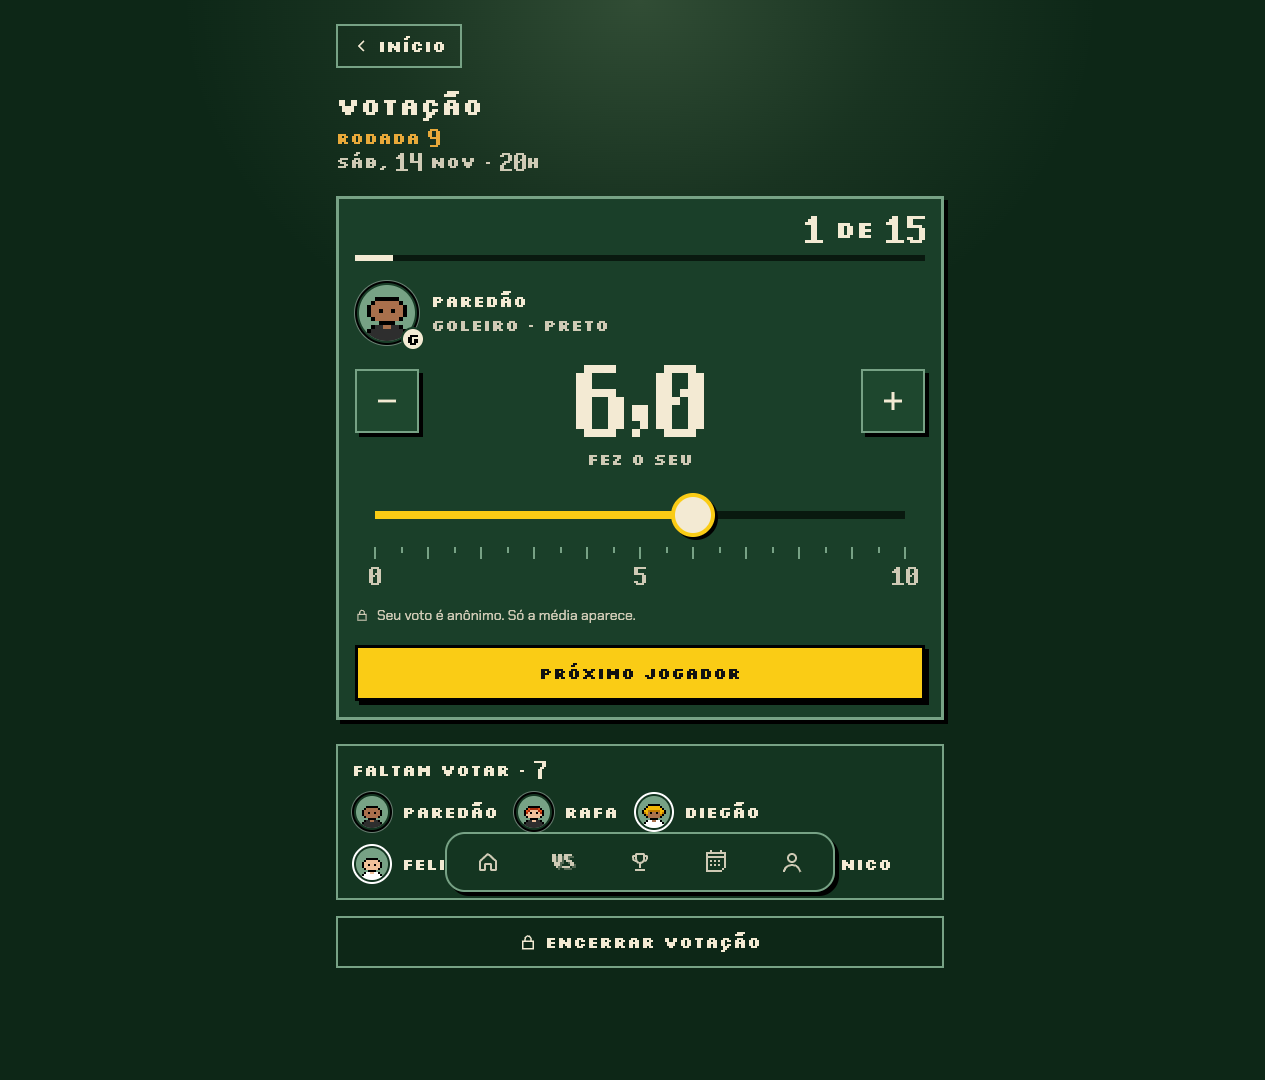 INÍCIO
VOTAÇÃO
RODADA 9
SÁB, 14 NOV · 20H
1 DE 15
PAREDÃO
GOLEIRO · PRETO
G
−
6,0
+
FEZ O SEU
0 5 10
Seu voto é anônimo. Só a média aparece.
PRÓXIMO JOGADOR
FALTAM VOTAR · 7
PAREDÃO RAFA DIEGÃO
FELI NICO
VS
ENCERRAR VOTAÇÃO